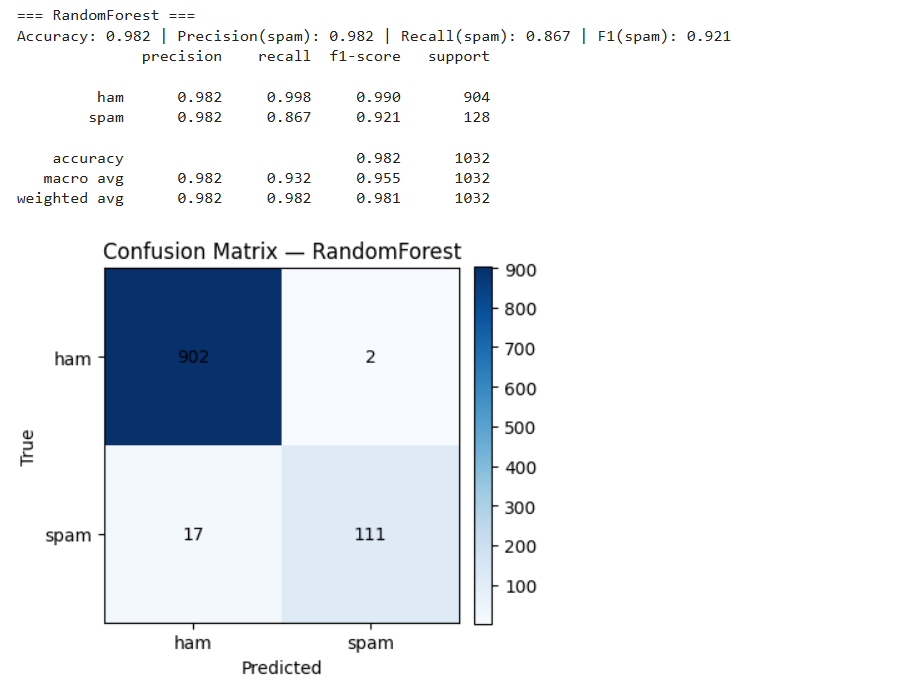 === RandomForest ===
Accuracy: 0.982 | Precision(spam): 0.982 | Recall(spam): 0.867 | F1(spam): 0.921
precision recall f1-score support
ham 0.982 0.998 0.990 904
spam 0.982 0.867 0.921 128
accuracy 0.982 1032
macro avg 0.982 0.932 0.955 1032
weighted avg 0.982 0.982 0.981 1032
Confusion Matrix — RandomForest
900
800
700
600
500
400
300
200
100
True
ham 902 2
spam 17 111
ham spam
Predicted